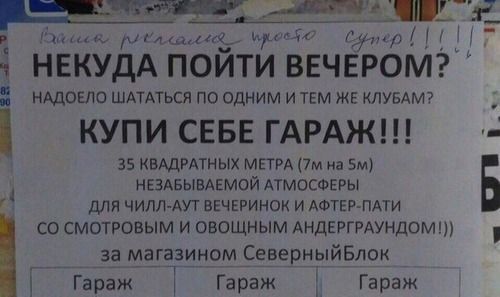 Ваша реклама просто супер!!!!!
НЕКУДА ПОЙТИ ВЕЧЕРОМ?
НАДОЕЛО ШАТАТЬСЯ ПО ОДНИМ И ТЕМ ЖЕ КЛУБАМ?
КУПИ СЕБЕ ГАРАЖ!!!
35 КВАДРАТНЫХ МЕТРА (7м на 5м)
НЕЗАБЫВАЕМОЙ АТМОСФЕРЫ
ДЛЯ ЧИЛЛ-АУТ ВЕЧЕРИНОК И АФТЕР-ПАТИ
СО СМОТРОВЫМ И ОВОЩНЫМ АНДЕРГРАУНДОМ!))
за магазином СеверныйБлок
Гараж Гараж Гараж